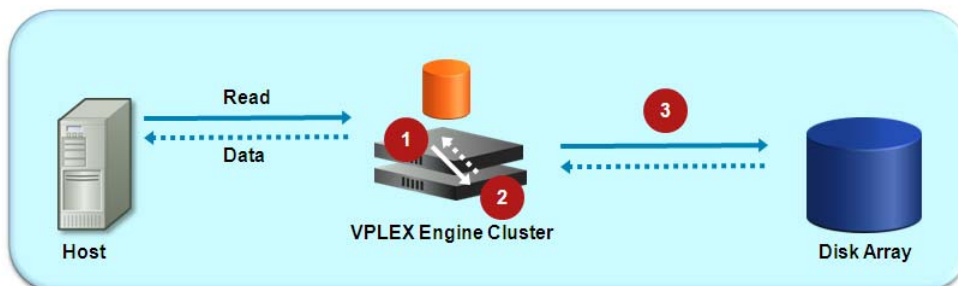 Read
Data
1
2
3
VPLEX Engine Cluster
Host
Disk Array